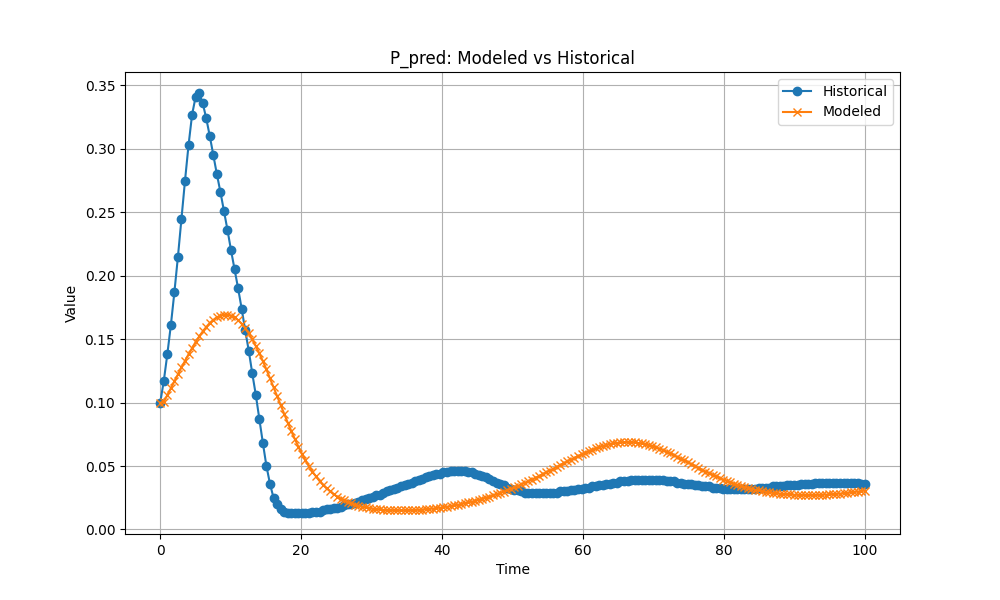 P_pred: Modeled vs Historical
Historical
Modeled
Value
0.35
0.30
0.25
0.20
0.15
0.10
0.05
0.00
0 20 40 60 80 100
Time